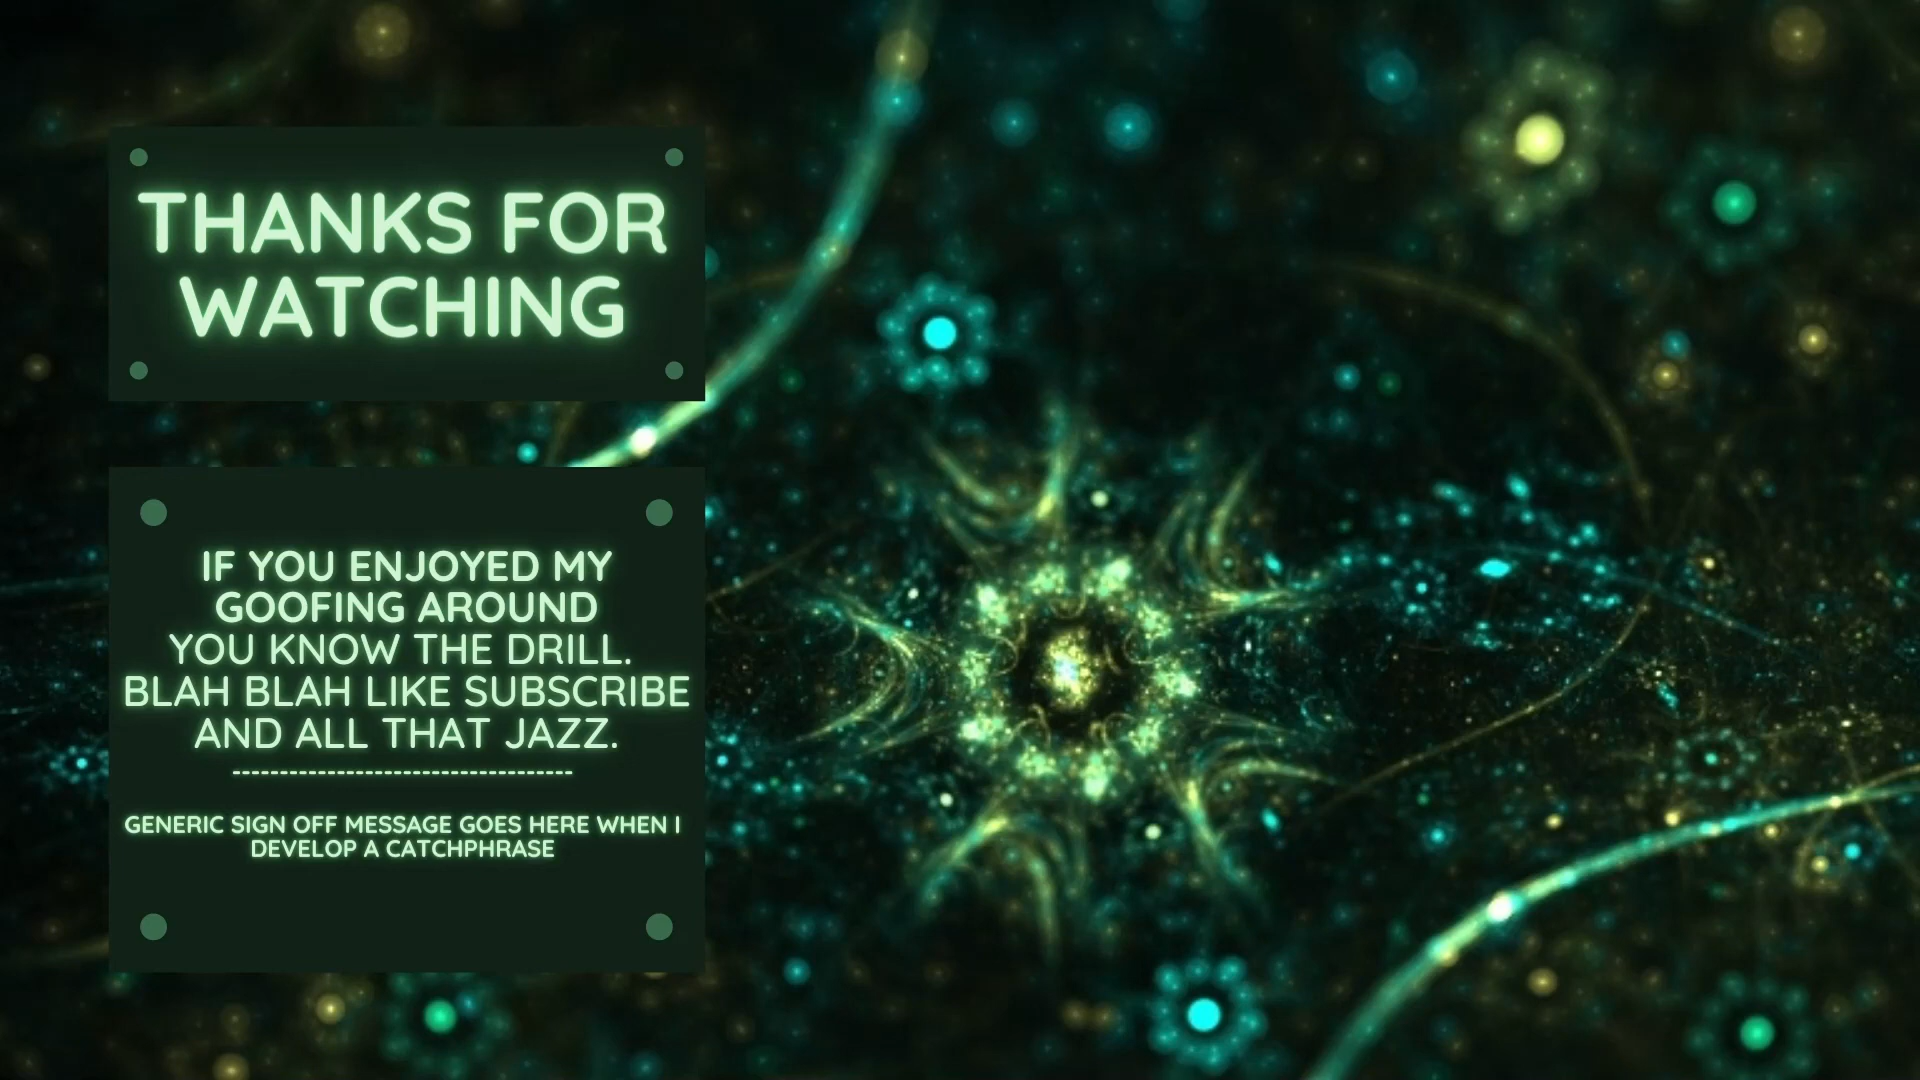 THANKS FOR
WATCHING
IF YOU ENJOYED MY
GOOFING AROUND
YOU KNOW THE DRILL.
BLAH BLAH LIKE SUBSCRIBE
AND ALL THAT JAZZ.
------------------------------------
GENERIC SIGN OFF MESSAGE GOES HERE WHEN I
DEVELOP A CATCHPHRASE